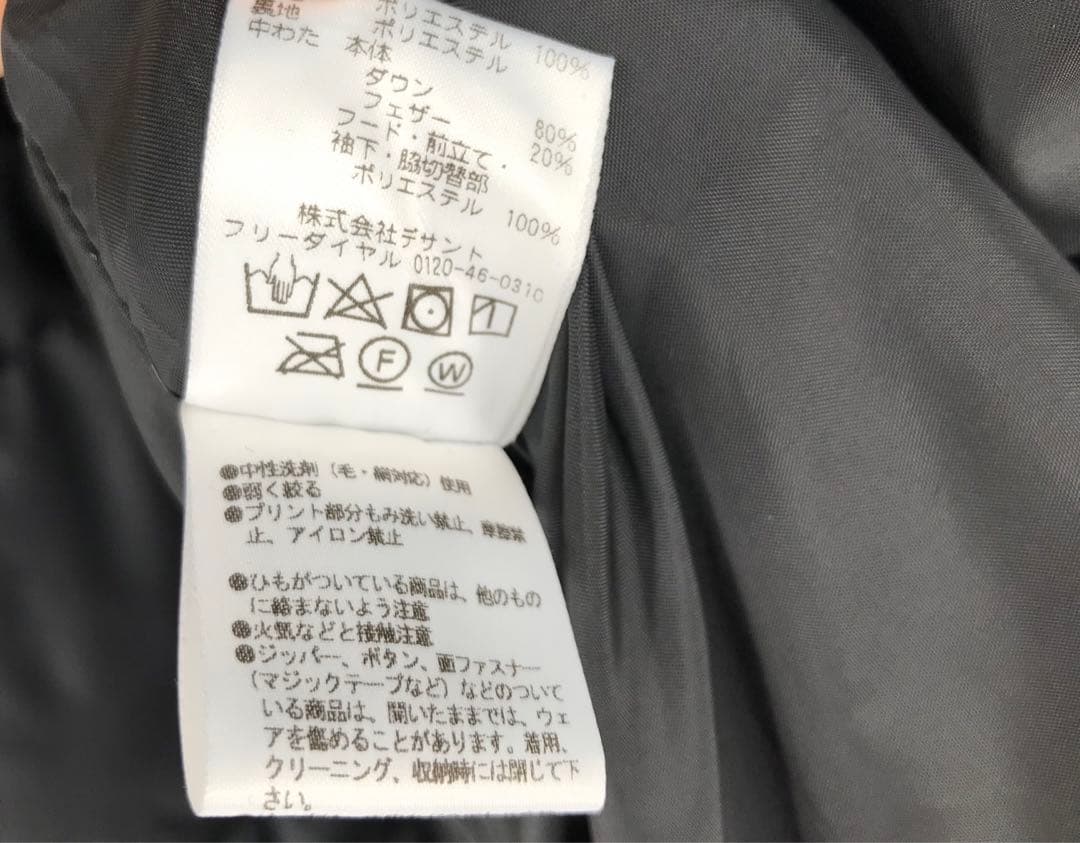 裏地 ポリエステル 100%
中わた 本体 ポリエステル
ダウン 80%
フェザー 20%
フード・前立て・
袖下・脇切替部
ポリエステル 100%
株式会社デサント
フリーダイヤル 0120-46-0310
F W
●中性洗剤（毛・絹対応）使用
●弱く絞る
●プリント部分もみ洗い禁止、摩擦禁
止、アイロン禁止
●ひもがついている商品は、他のもの
に絡まないよう注意
●火気などと接触注意
●ジッパー、ボタン、面ファスナー
（マジックテープなど）などのついて
いる商品は、開いたままでは、ウェ
アを傷めることがあります。着用、
クリーニング、収納時には閉じて下
さい。